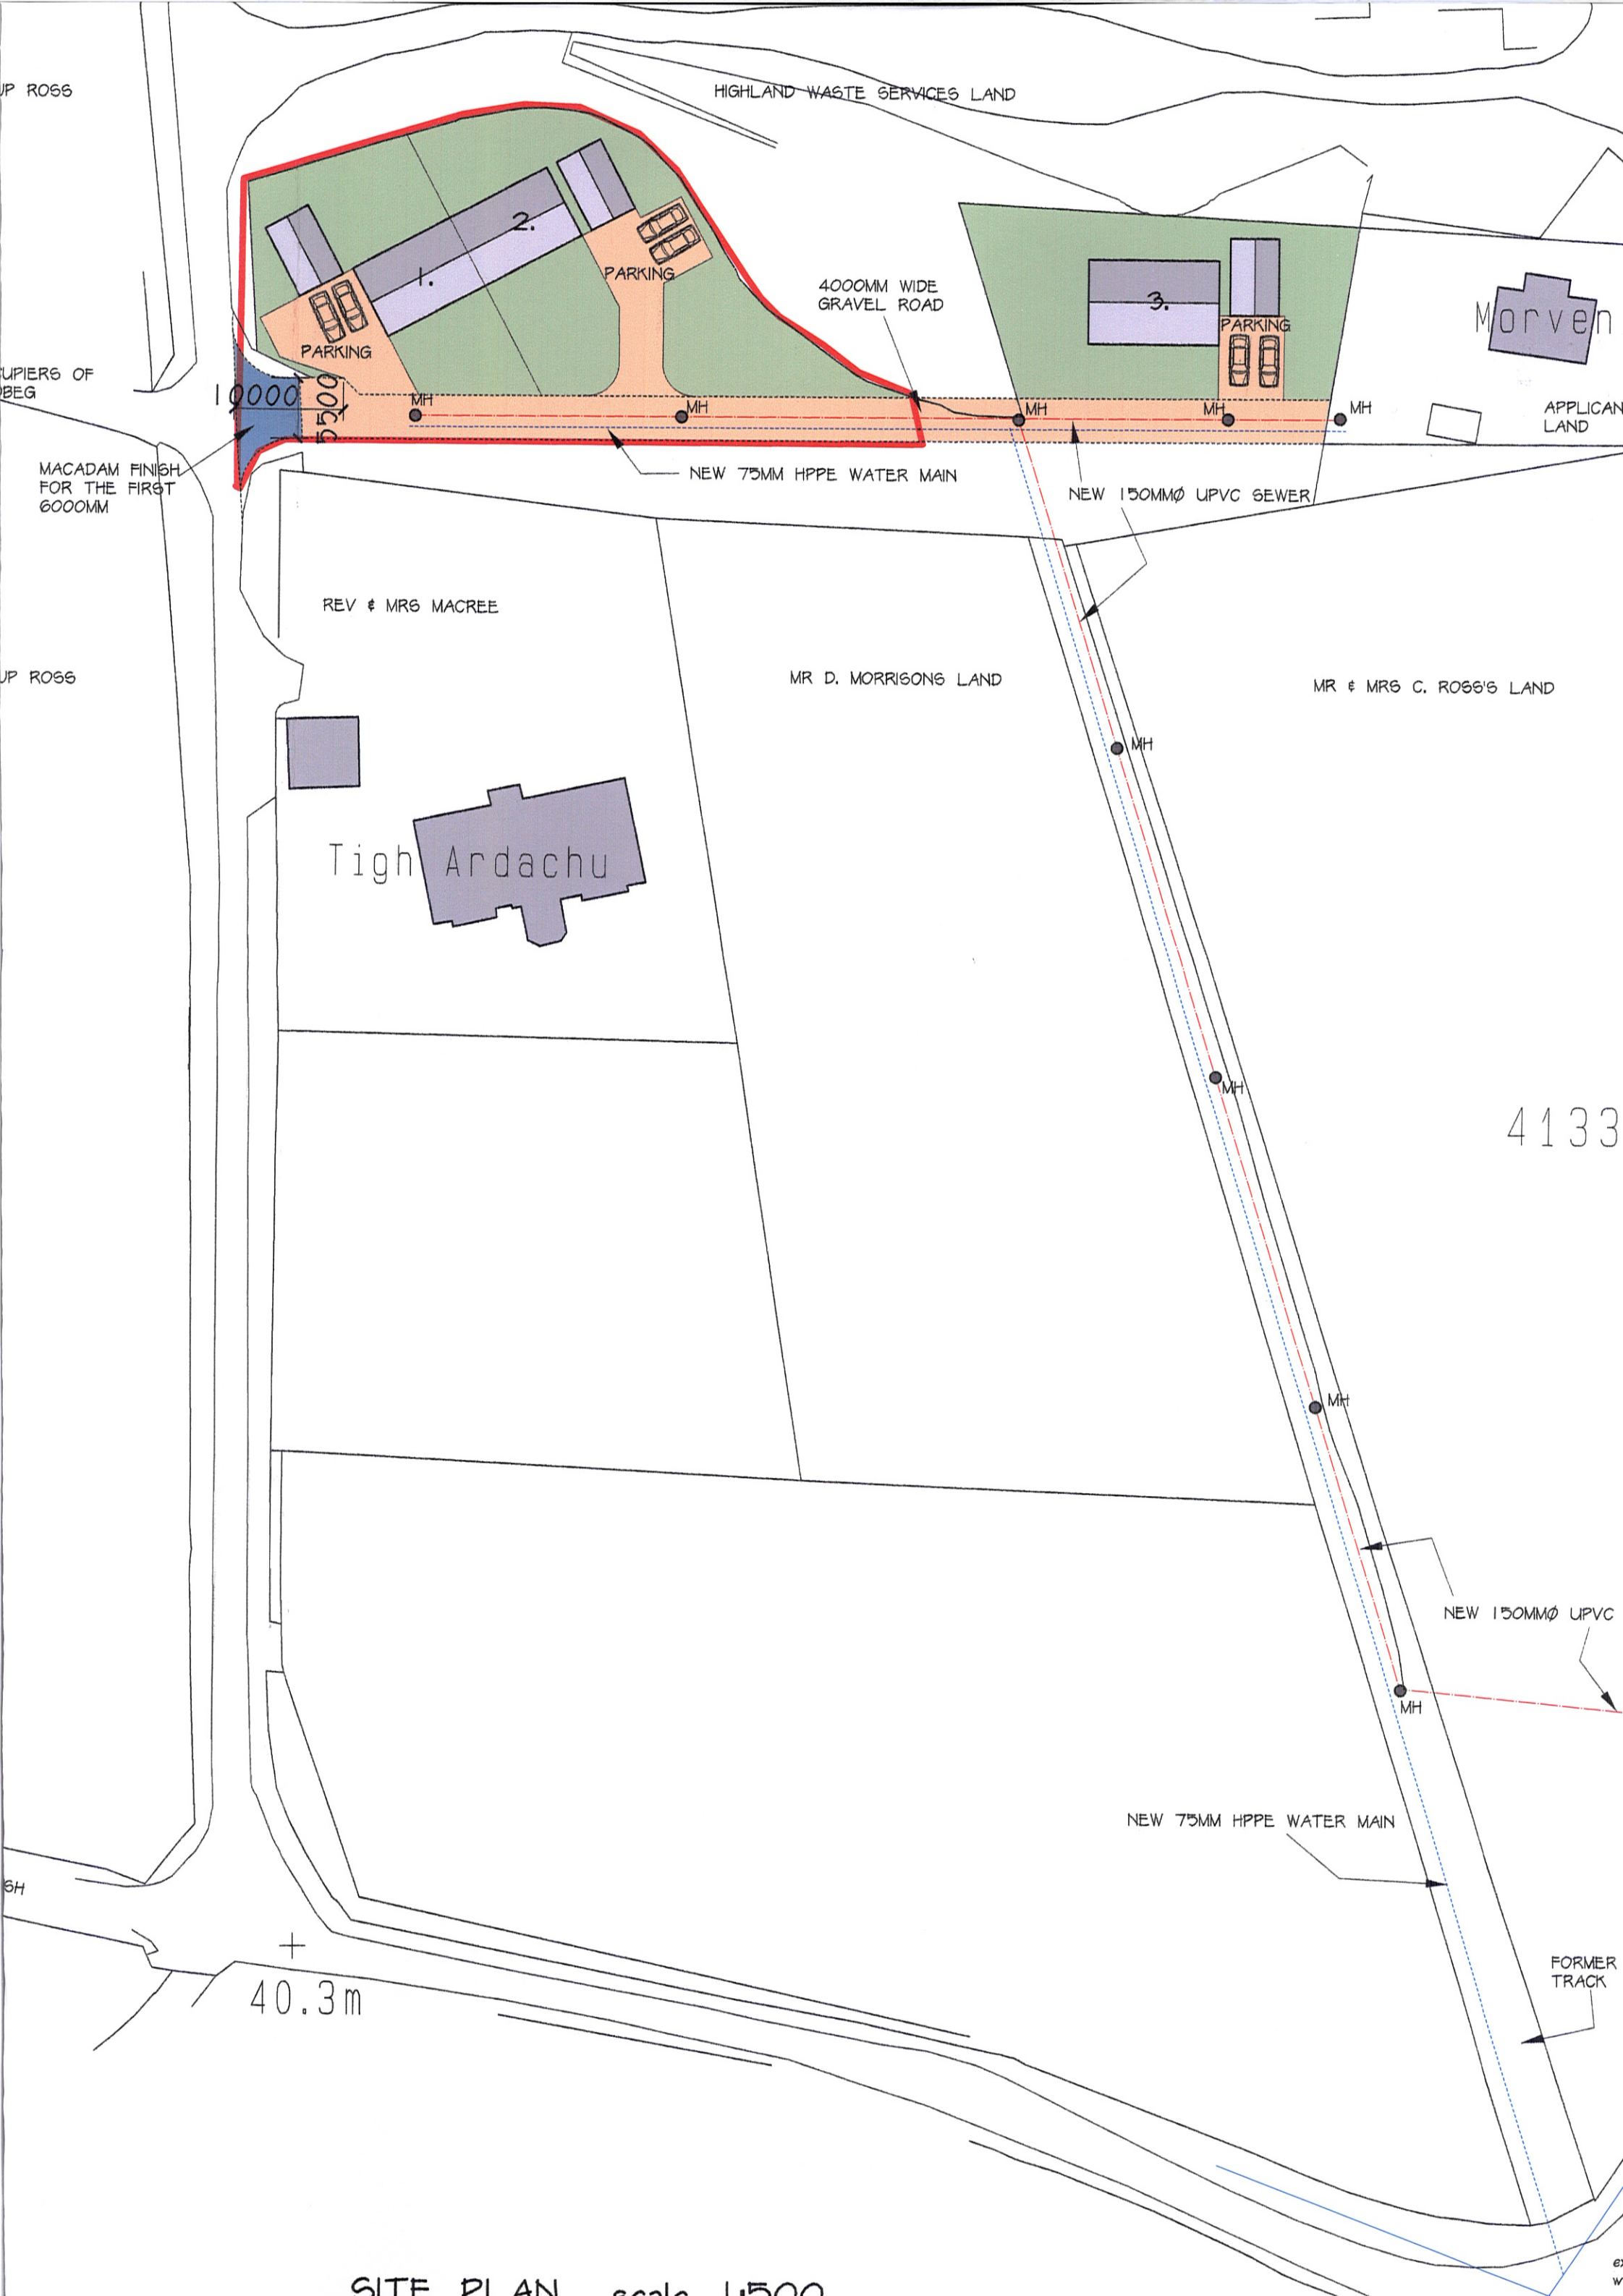 UP ROSS
HIGHLAND WASTE SERVICES LAND
2.
1.
PARKING
PARKING
4000MM WIDE
GRAVEL ROAD
3.
PARKING
Morven
UPIERS OF
BEG
10000
5500
MH
MH
MH
MH
MH
APPLICAN
LAND
MACADAM FINISH
FOR THE FIRST
6000MM
NEW 75MM HPPE WATER MAIN
NEW 150MMØ UPVC SEWER
REV & MRS MACREE
UP ROSS
MR D. MORRISONS LAND
MR & MRS C. ROSS'S LAND
MH
Tigh Ardachu
MH
4133
MH
NEW 150MMØ UPVC
MH
NEW 75MM HPPE WATER MAIN
SH
40.3m
FORMER
TRACK
SITE PLAN scale 1:500